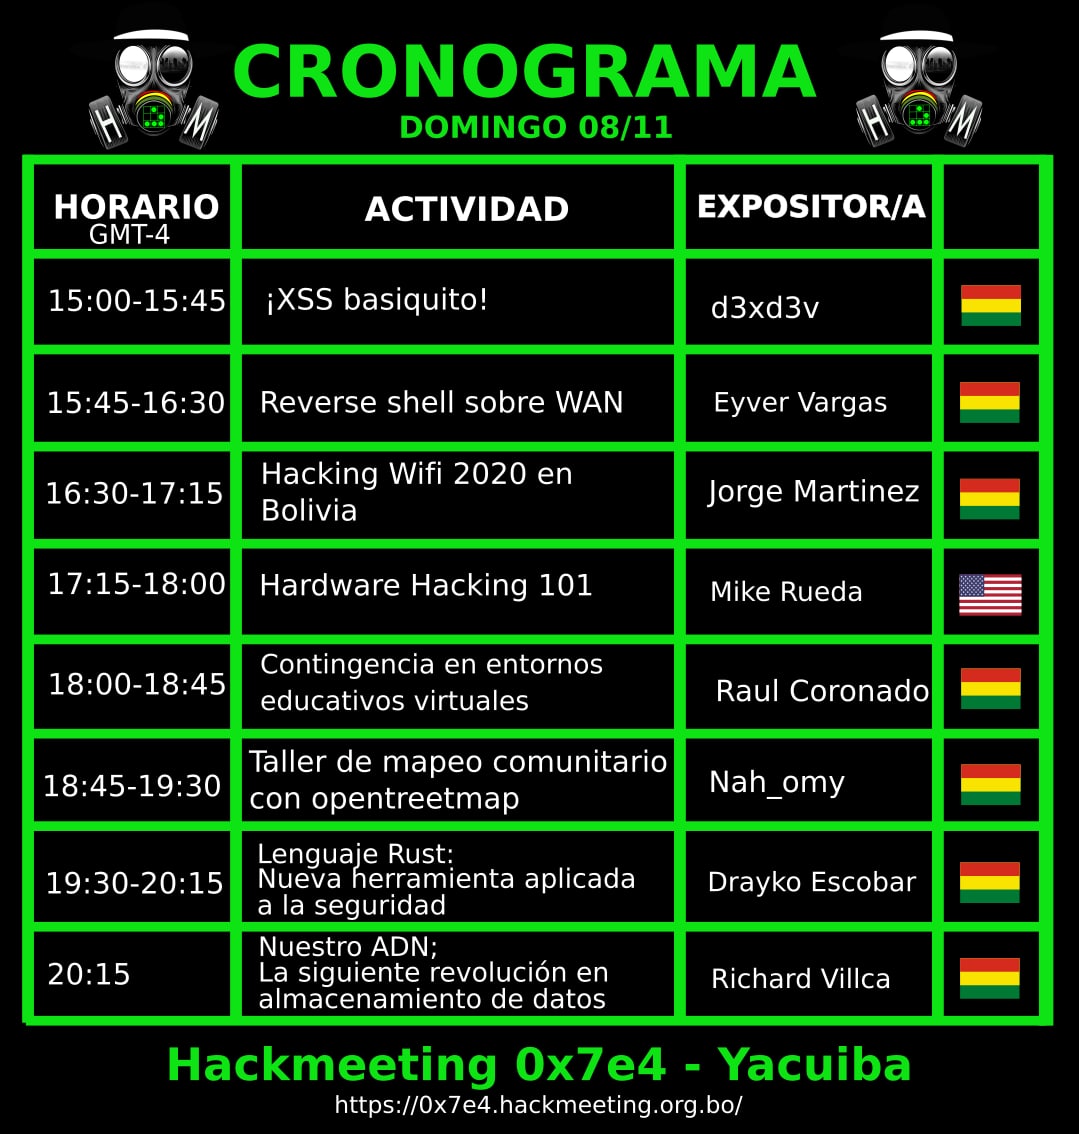 CRONOGRAMA
DOMINGO 08/11
H M
H M
HORARIO
GMT-4
ACTIVIDAD
EXPOSITOR/A
15:00-15:45
¡XSS basiquito!
d3xd3v
15:45-16:30
Reverse shell sobre WAN
Eyver Vargas
16:30-17:15
Hacking Wifi 2020 en
Bolivia
Jorge Martinez
17:15-18:00
Hardware Hacking 101
Mike Rueda
18:00-18:45
Contingencia en entornos
educativos virtuales
Raul Coronado
18:45-19:30
Taller de mapeo comunitario
con opentreetmap
Nah_omy
19:30-20:15
Lenguaje Rust:
Nueva herramienta aplicada
a la seguridad
Drayko Escobar
20:15
Nuestro ADN;
La siguiente revolución en
almacenamiento de datos
Richard Villca
Hackmeeting 0x7e4 - Yacuiba
https://0x7e4.hackmeeting.org.bo/